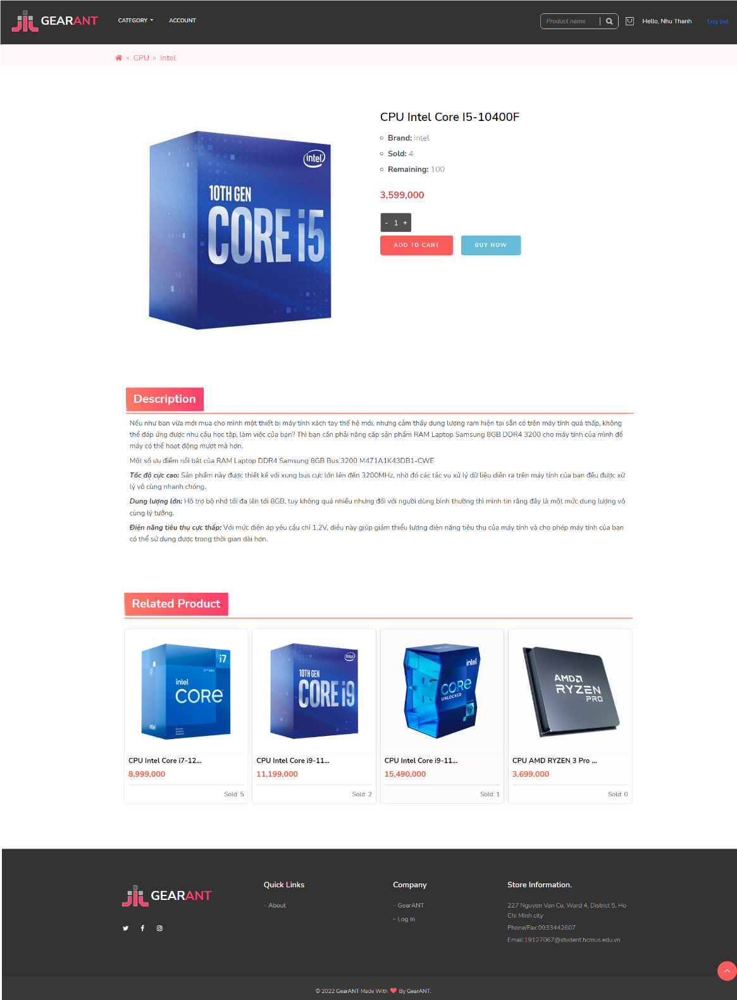 GEARANT CATEGORY ACCOUNT Product name Hello, Nhu Thanh Log out
» CPU » Intel
CPU Intel Core I5-10400F
Brand: Intel
Sold: 4
Remaining: 100
3,599,000
- 1 +
ADD TO CART BUY NOW
intel
10TH GEN
CORE i5
Description
Nếu như bạn vừa mới mua cho mình một thiết bị máy tính xách tay thế hệ mới, nhưng cảm thấy dung lượng ram hiện tại sẵn có trên máy tính quá thấp, không
thể đáp ứng được nhu cầu học tập, làm việc của bạn? Thì bạn cần phải nâng cấp sản phẩm RAM Laptop Samsung 8GB DDR4 3200 cho máy tính của mình để
máy có thể hoạt động mượt mà hơn.
Một số ưu điểm nổi bật của RAM Laptop DDR4 Samsung 8GB Bus 3200 M471A1K43DB1-CWE
Tốc độ cực cao: Sản phẩm này được thiết kế với xung bus cực lớn lên đến 3200MHz, nhờ đó các tác vụ xử lý dữ liệu diễn ra trên máy tính của bạn đều được xử
lý vô cùng nhanh chóng.
Dung lượng lớn: Hỗ trợ bộ nhớ tối đa lên tới 8GB, tuy không quá nhiều nhưng đối với người dùng bình thường thì mình tin rằng đây là một mức dung lượng vô
cùng lý tưởng.
Điện năng tiêu thụ cực thấp: Với mức điện áp yêu cầu chỉ 1.2V, điều này giúp giảm thiểu lượng điện năng tiêu thụ của máy tính và cho phép máy tính của bạn
có thể sử dụng được trong thời gian dài hơn.
Related Product
i7
intel
CORE
intel
intel
10TH GEN
CORE i9
intel
CORE
UNLOCKED
i9
AMD
RYZEN
PRO
CPU Intel Core i7-12... CPU Intel Core i9-11... CPU Intel Core i9-11... CPU AMD RYZEN 3 Pro ...
8,999,000 11,199,000 15,490,000 3,699,000
Sold: 5 Sold: 2 Sold: 1 Sold: 0
GEARANT
Quick Links
- About
Company
- GearANT
- Log In
Store Information.
227 Nguyen Van Cu, Ward 4, District 5, Ho
Chi Minh city
Phone/Fax:0933442607
Email:19127067@student.hcmus.edu.vn
© 2022 GearANT Made With ❤ By GearANT.